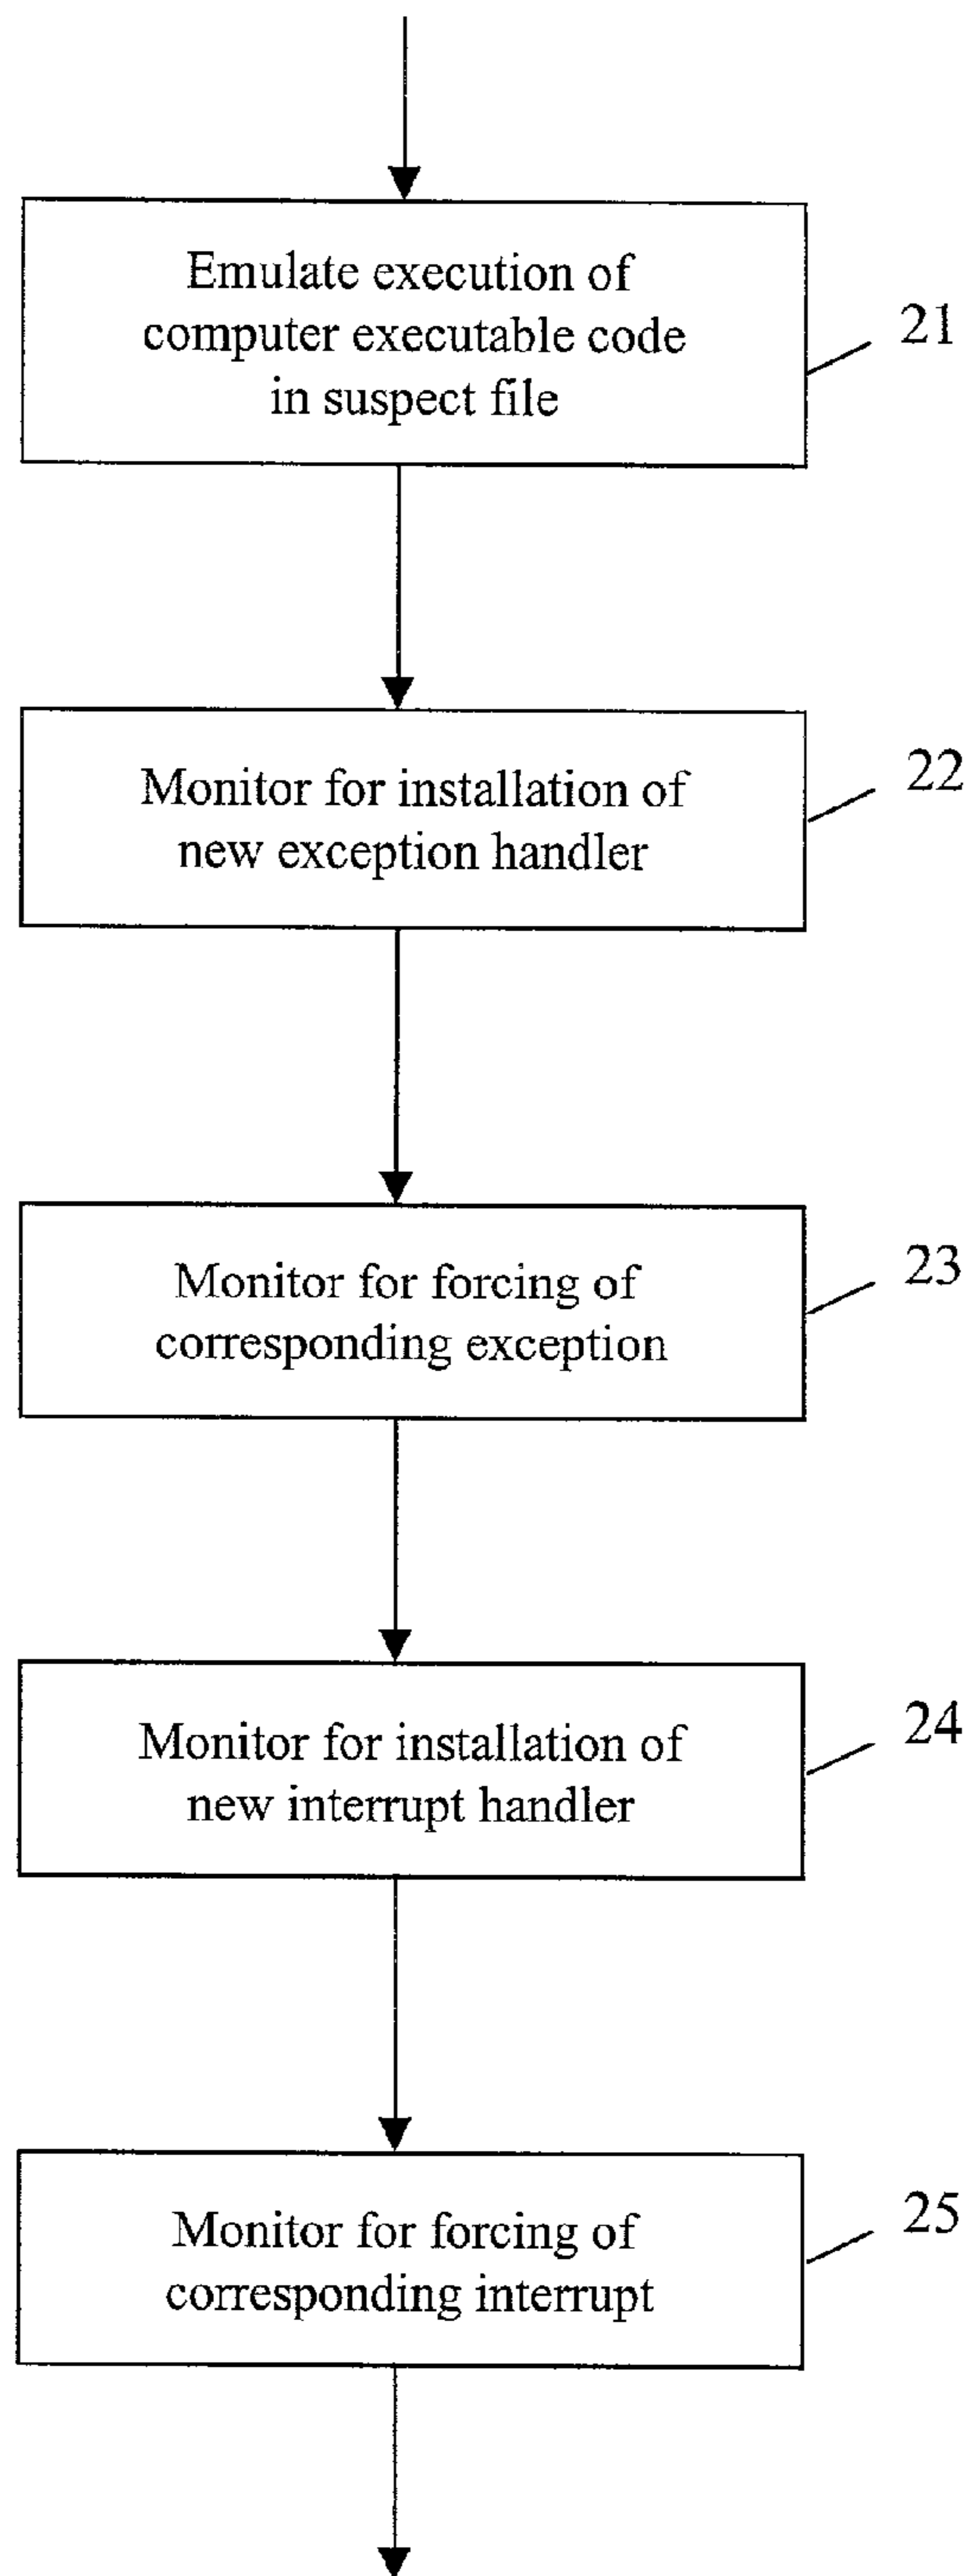 Emulate execution of
computer executable code
in suspect file
21
Monitor for installation of
new exception handler
22
Monitor for forcing of
corresponding exception
23
Monitor for installation of
new interrupt handler
24
Monitor for forcing of
corresponding interrupt
25